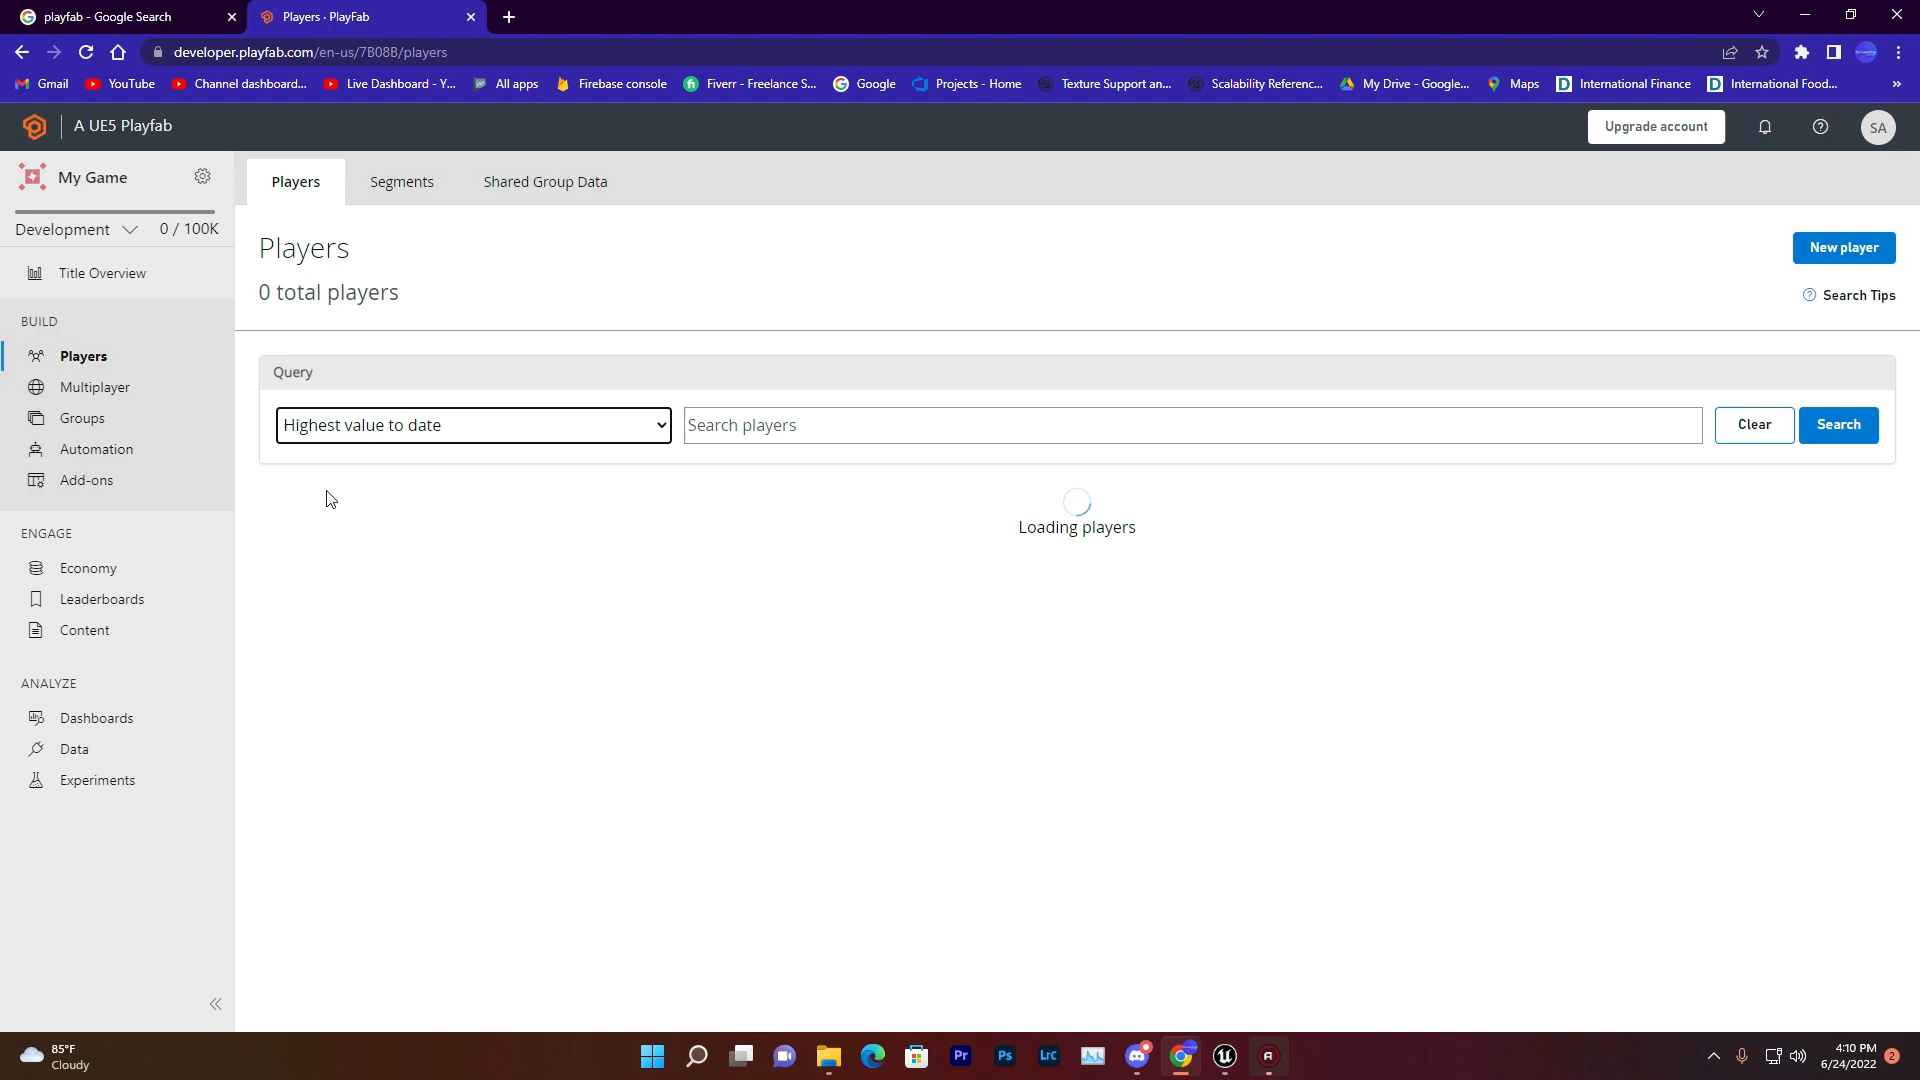 playfab - Google Search
Players · PlayFab
developer.playfab.com/en-us/7B08B/players
Gmail
YouTube
Channel dashboard...
Live Dashboard - Y...
All apps
Firebase console
Fiverr - Freelance S...
Google
Projects - Home
Texture Support an...
Scalability Referenc...
My Drive - Google...
Maps
International Finance
International Food...
»
A UE5 Playfab
Upgrade account
SA
My Game
Development
0 / 100K
Title Overview
BUILD
Players
Multiplayer
Groups
Automation
Add-ons
ENGAGE
Economy
Leaderboards
Content
ANALYZE
Dashboards
Data
Experiments
Players
Segments
Shared Group Data
Players
New player
0 total players
Search Tips
Query
Highest value to date
Search players
Clear
Search
Loading players
85°F
Cloudy
Pr
Ps
LrC
4:10 PM
6/24/2022
2